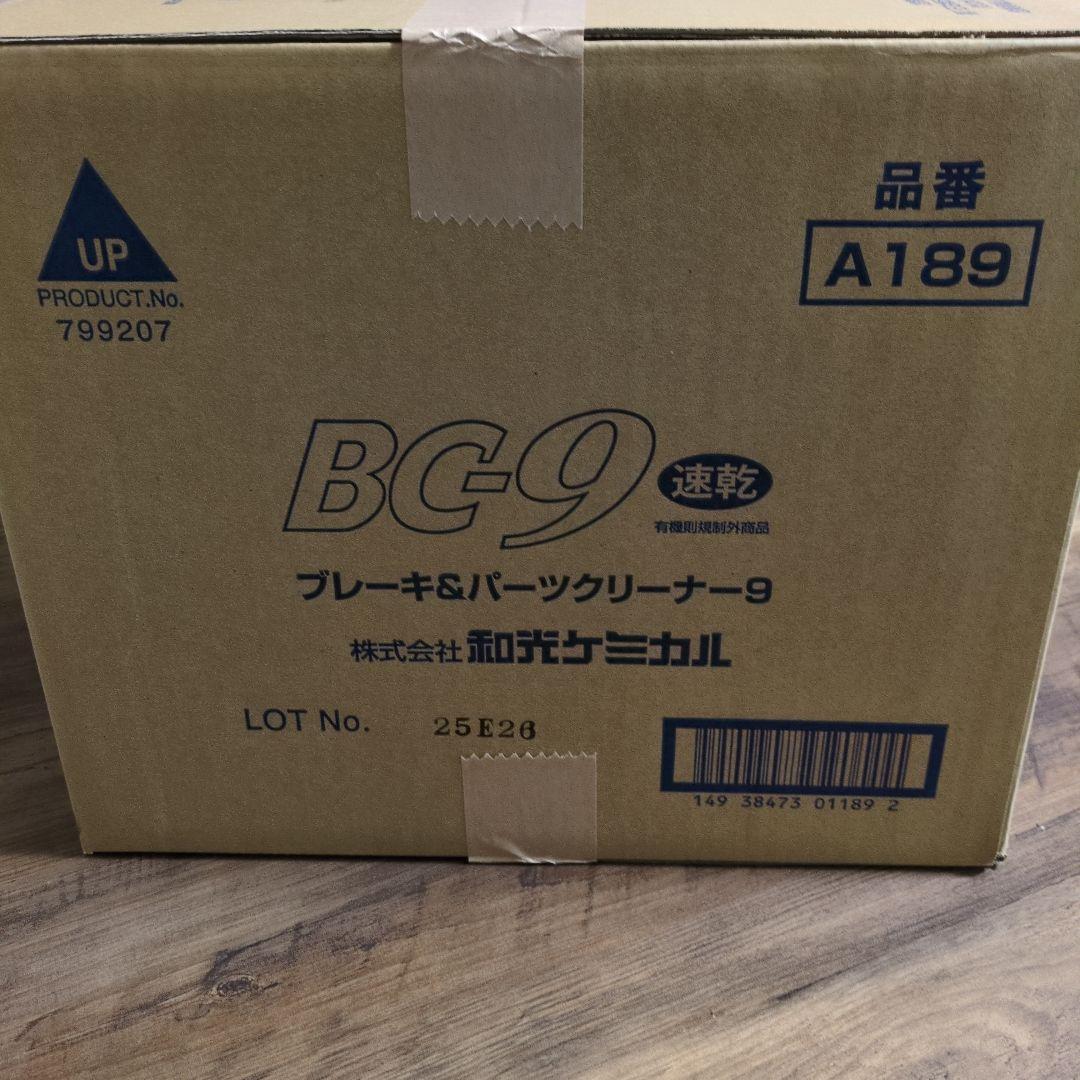 UP
PRODUCT.No.
799207
品番
A189
BC-9 速乾
有機則規制外商品
ブレーキ&パーツクリーナー9
株式会社 和光ケミカル
LOT No. 25E26
149 38473 01189 2